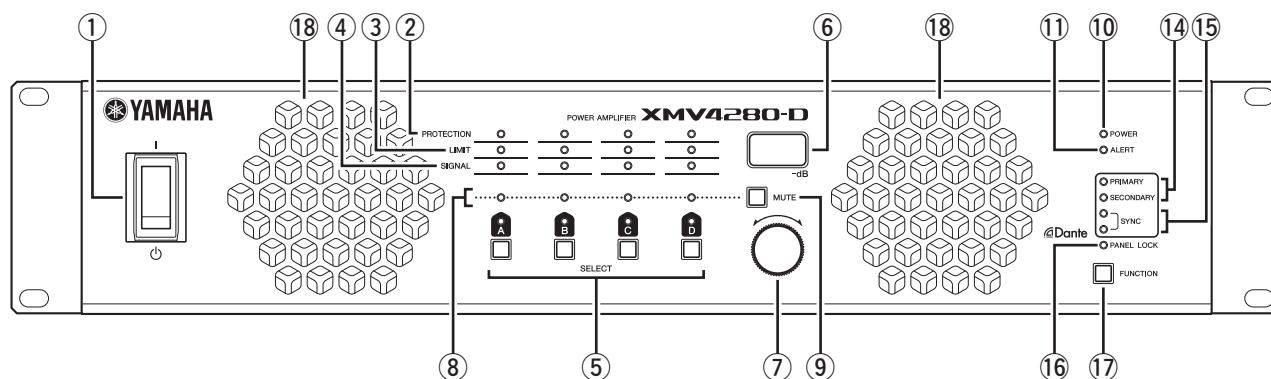 ① ⑱ ④ ③ ② ⑥ ⑱ ⑪ ⑩ ⑭ ⑮
YAMAHA
POWER AMPLIFIER XMV4280-D
PROTECTION
LIMIT
SIGNAL
-dB
MUTE
A B C D
SELECT
POWER
ALERT
PRIMARY
SECONDARY
SYNC
Dante
PANEL LOCK
FUNCTION
⑧ ⑤ ⑦ ⑨ ⑯ ⑰